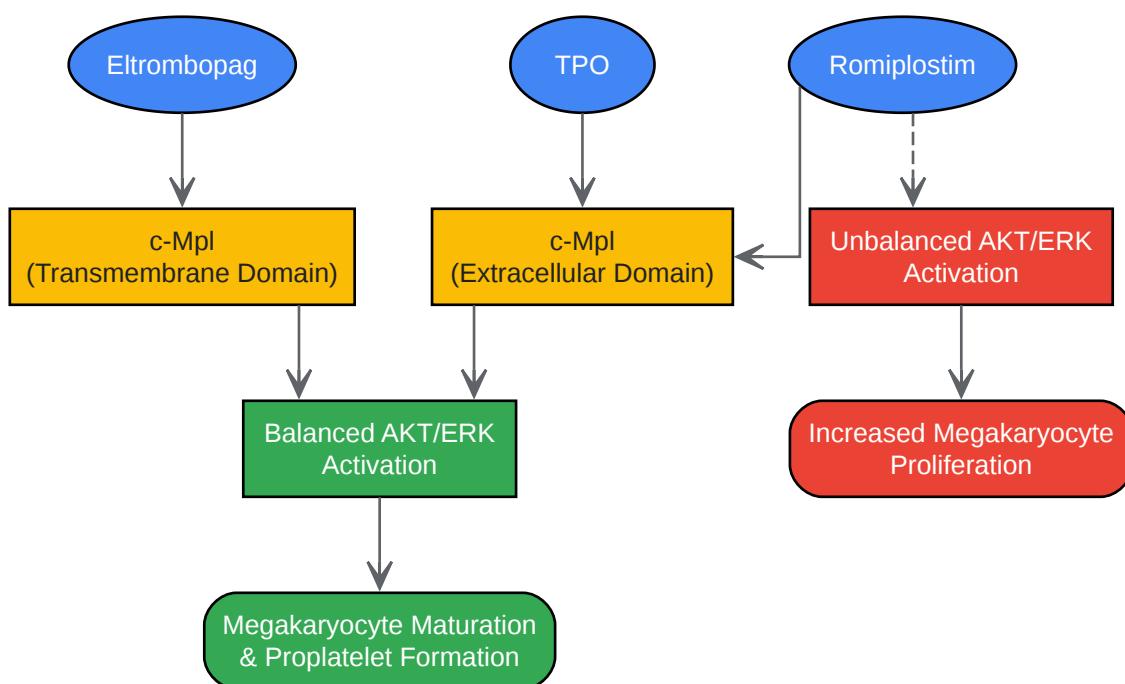 Eltrombopag
TPO
Romiplostim
c-Mpl
(Transmembrane Domain)
c-Mpl
(Extracellular Domain)
Unbalanced AKT/ERK
Activation
Balanced AKT/ERK
Activation
Increased Megakaryocyte
Proliferation
Megakaryocyte Maturation
& Proplatelet Formation